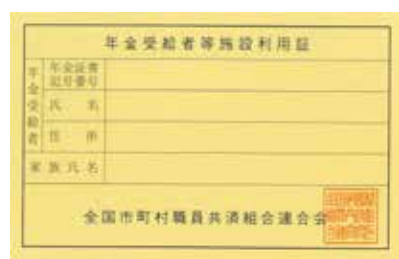 年金受給者等施設利用証
年金受給者
年金証書
記号番号
氏名
住所
家族氏名
全国市町村職員共済組合連合会